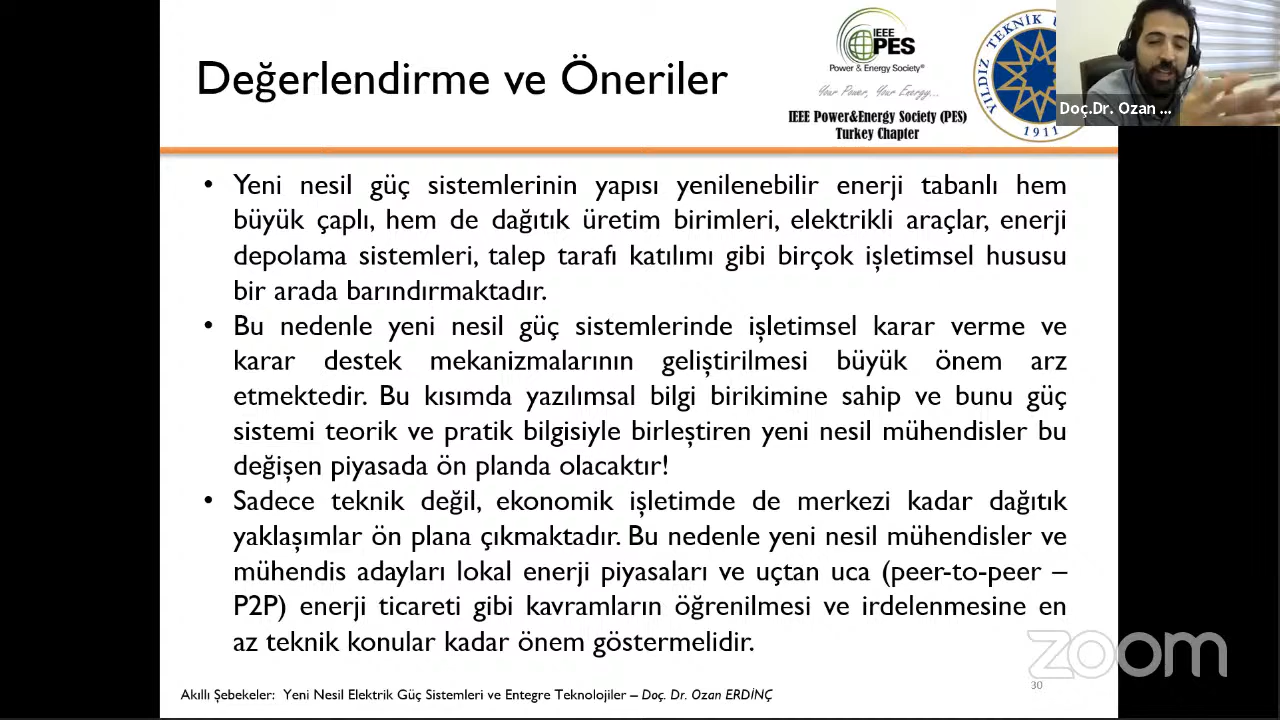 Değerlendirme ve Öneriler
IEEE
PES
Power & Energy Society®
Your Power, Your Energy...
IEEE Power&Energy Society (PES)
Turkey Chapter
YILDIZ TEKNİK Ü
1911
Doç.Dr. Ozan ...
• Yeni nesil güç sistemlerinin yapısı yenilenebilir enerji tabanlı hem
büyük çaplı, hem de dağıtık üretim birimleri, elektrikli araçlar, enerji
depolama sistemleri, talep tarafı katılımı gibi birçok işletimsel hususu
bir arada barındırmaktadır.
• Bu nedenle yeni nesil güç sistemlerinde işletimsel karar verme ve
karar destek mekanizmalarının geliştirilmesi büyük önem arz
etmektedir. Bu kısımda yazılımsal bilgi birikimine sahip ve bunu güç
sistemi teorik ve pratik bilgisiyle birleştiren yeni nesil mühendisler bu
değişen piyasada ön planda olacaktır!
• Sadece teknik değil, ekonomik işletimde de merkezi kadar dağıtık
yaklaşımlar ön plana çıkmaktadır. Bu nedenle yeni nesil mühendisler ve
mühendis adayları lokal enerji piyasaları ve uçtan uca (peer-to-peer –
P2P) enerji ticareti gibi kavramların öğrenilmesi ve irdelenmesine en
az teknik konular kadar önem göstermelidir.
zoom
30
Akıllı Şebekeler: Yeni Nesil Elektrik Güç Sistemleri ve Entegre Teknolojiler – Doç. Dr. Ozan ERDİNÇ